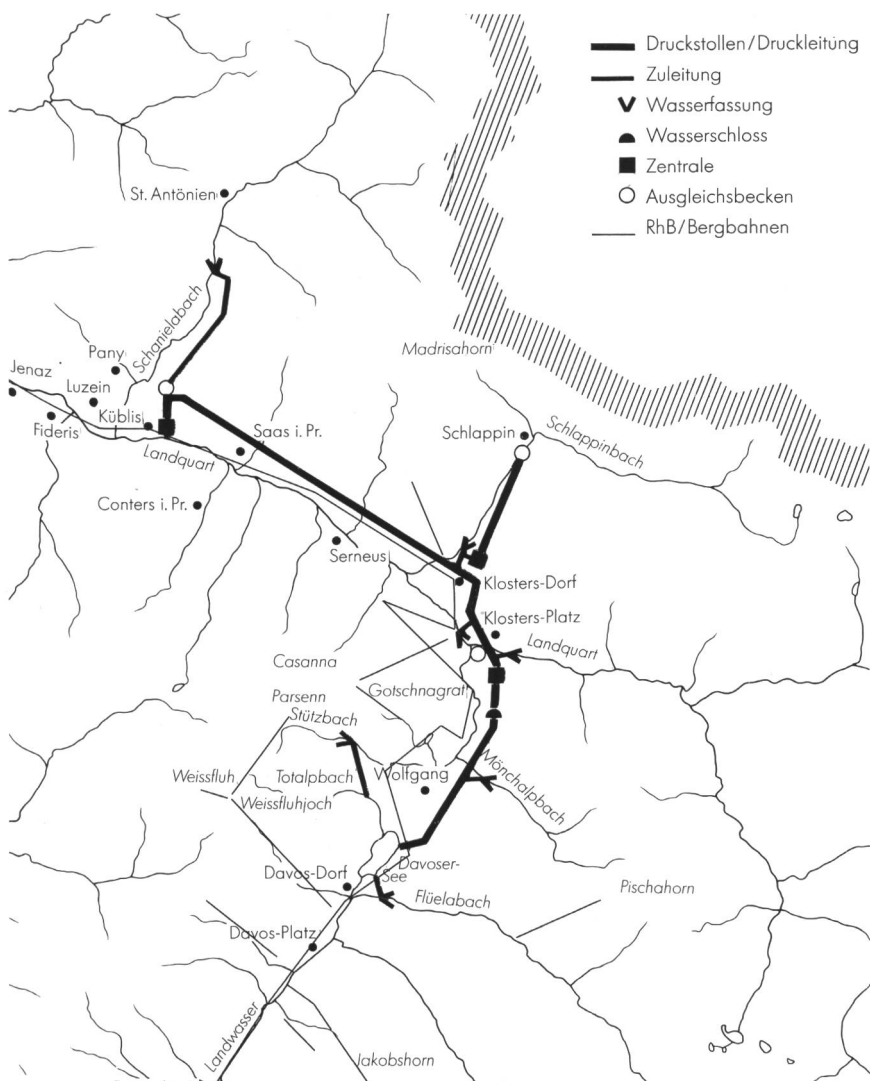 Druckstollen/Druckleitung
Zuleitung
Wasserfassung
Wasserschloss
Zentrale
Ausgleichsbecken
RhB/Bergbahnen
St. Antönien
Schanielabach
Pany
Jenaz
Luzein
Küblis
Fideris
Landquart
Saas i. Pr.
Conters i. Pr.
Serneus
Madrisahorn
Schlappin
Schlappinbach
Klosters-Dorf
Klosters-Platz
Landquart
Casanna
Gotschnagrat
Parsenn
Stützbach
Weissfluh
Totalpbach
Wolfgang
Mönchalpbach
Weissfluhjoch
Davoser-
See
Davos-Dorf
Flüelabach
Pischahorn
Davos-Platz
Landwasser
Jakobshorn